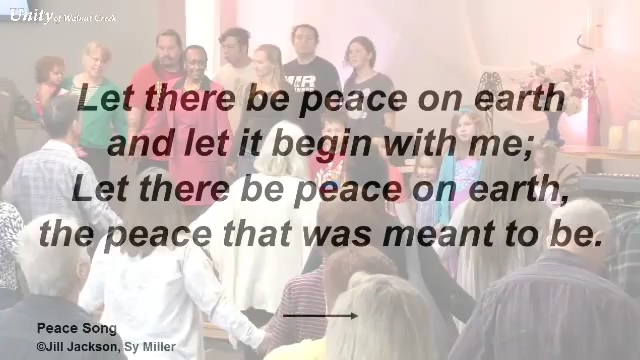 Unity of Walnut Creek
Let there be peace on earth
and let it begin with me;
Let there be peace on earth,
the peace that was meant to be.
Peace Song
©Jill Jackson, Sy Miller